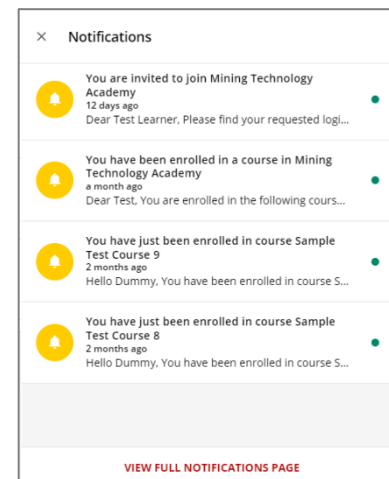 × Notifications
You are invited to join Mining Technology
Academy
12 days ago
Dear Test Learner, Please find your requested logi...
You have been enrolled in a course in Mining
Technology Academy
a month ago
Dear Test, You are enrolled in the following cours...
You have just been enrolled in course Sample
Test Course 9
2 months ago
Hello Dummy, You have been enrolled in course S...
You have just been enrolled in course Sample
Test Course 8
2 months ago
Hello Dummy, You have been enrolled in course S...
VIEW FULL NOTIFICATIONS PAGE